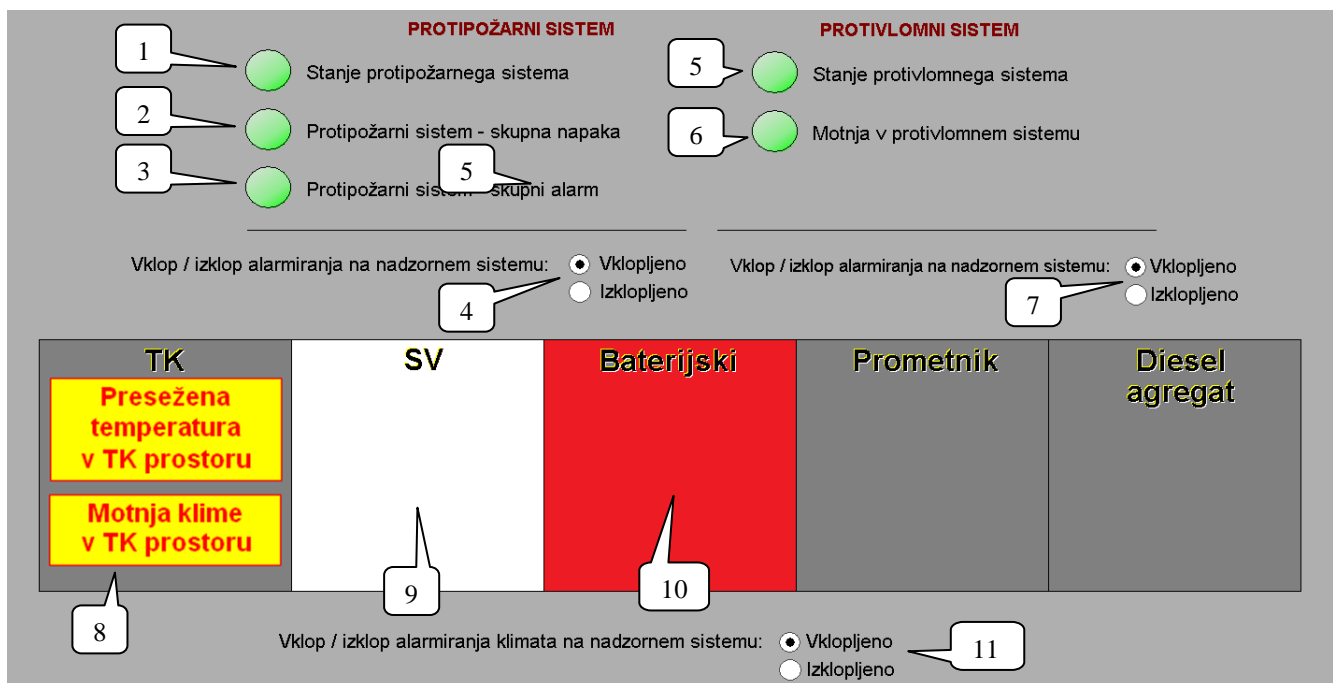 PROTIPOŽARNI SISTEM
1
Stanje protipožarnega sistema
2
Protipožarni sistem - skupna napaka
3
Protipožarni sistem - skupni alarm
5
PROTIVLOMNI SISTEM
5
Stanje protivlomnega sistema
6
Motnja v protivlomnem sistemu
Vklop / izklop alarmiranja na nadzornem sistemu:
Vklopljeno
Izklopljeno
4
Vklop / izklop alarmiranja na nadzornem sistemu:
Vklopljeno
Izklopljeno
7
TK
Presežena
temperatura
v TK prostoru
Motnja klime
v TK prostoru
8
SV
9
Baterijski
10
Prometnik
Diesel
agregat
Vklop / izklop alarmiranja klimata na nadzornem sistemu:
Vklopljeno
Izklopljeno
11